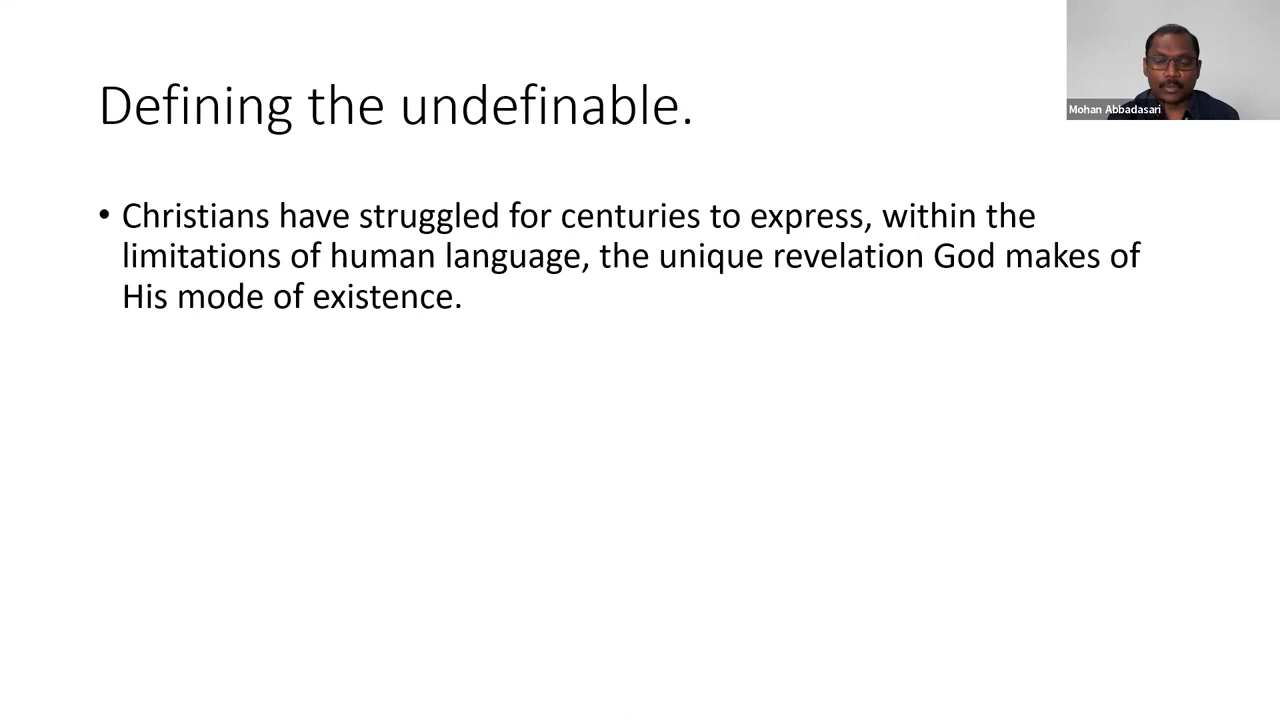 Defining the undefinable.
Mohan Abbadasari
• Christians have struggled for centuries to express, within the
limitations of human language, the unique revelation God makes of
His mode of existence.